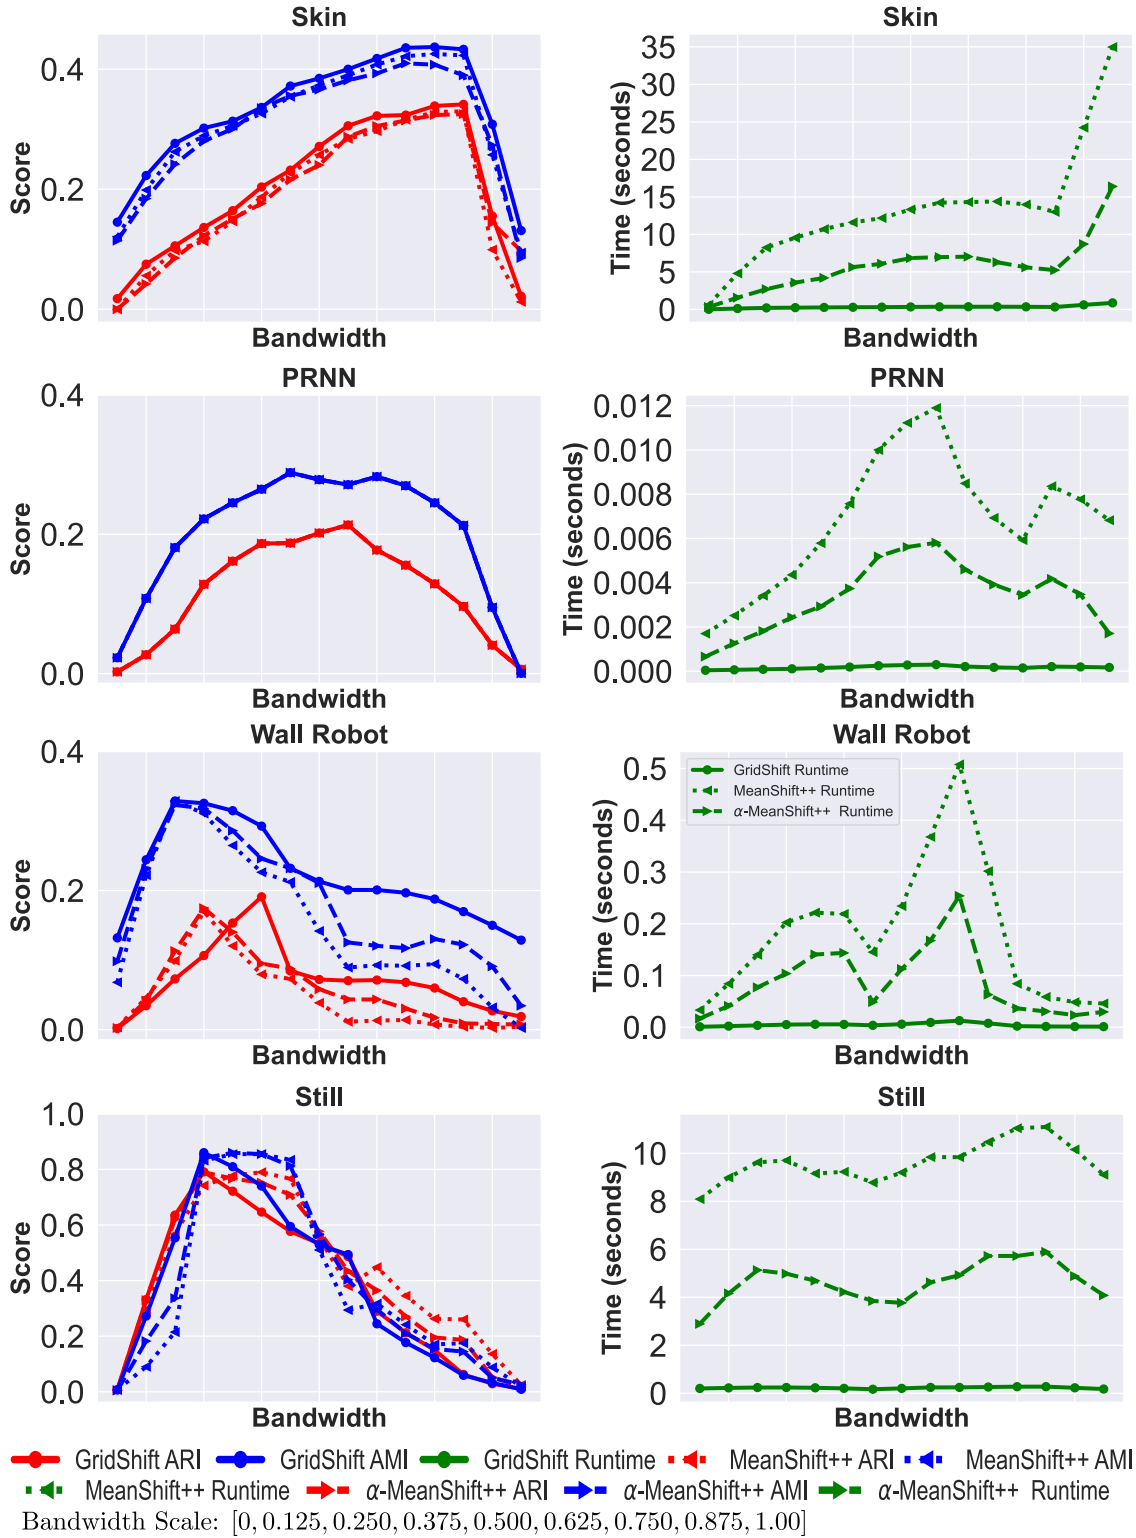 Skin
Skin
0.4
0.2
0.0
Score
Bandwidth
35
30
25
20
15
10
5
0
Time (seconds)
Bandwidth
PRNN
PRNN
0.4
0.2
0.0
Score
Bandwidth
0.012
0.010
0.008
0.006
0.004
0.002
0.000
Time (seconds)
Bandwidth
Wall Robot
Wall Robot
0.4
0.2
0.0
Score
Bandwidth
0.5
0.4
0.3
0.2
0.1
0.0
Time (seconds)
GridShift Runtime
MeanShift++ Runtime
α-MeanShift++ Runtime
Bandwidth
Still
Still
1.0
0.8
0.6
0.4
0.2
0.0
Score
Bandwidth
10
8
6
4
2
0
Time (seconds)
Bandwidth
GridShift ARI GridShift AMI GridShift Runtime MeanShift++ ARI MeanShift++ AMI
MeanShift++ Runtime α-MeanShift++ ARI α-MeanShift++ AMI α-MeanShift++ Runtime
Bandwidth Scale: [0, 0.125, 0.250, 0.375, 0.500, 0.625, 0.750, 0.875, 1.00]